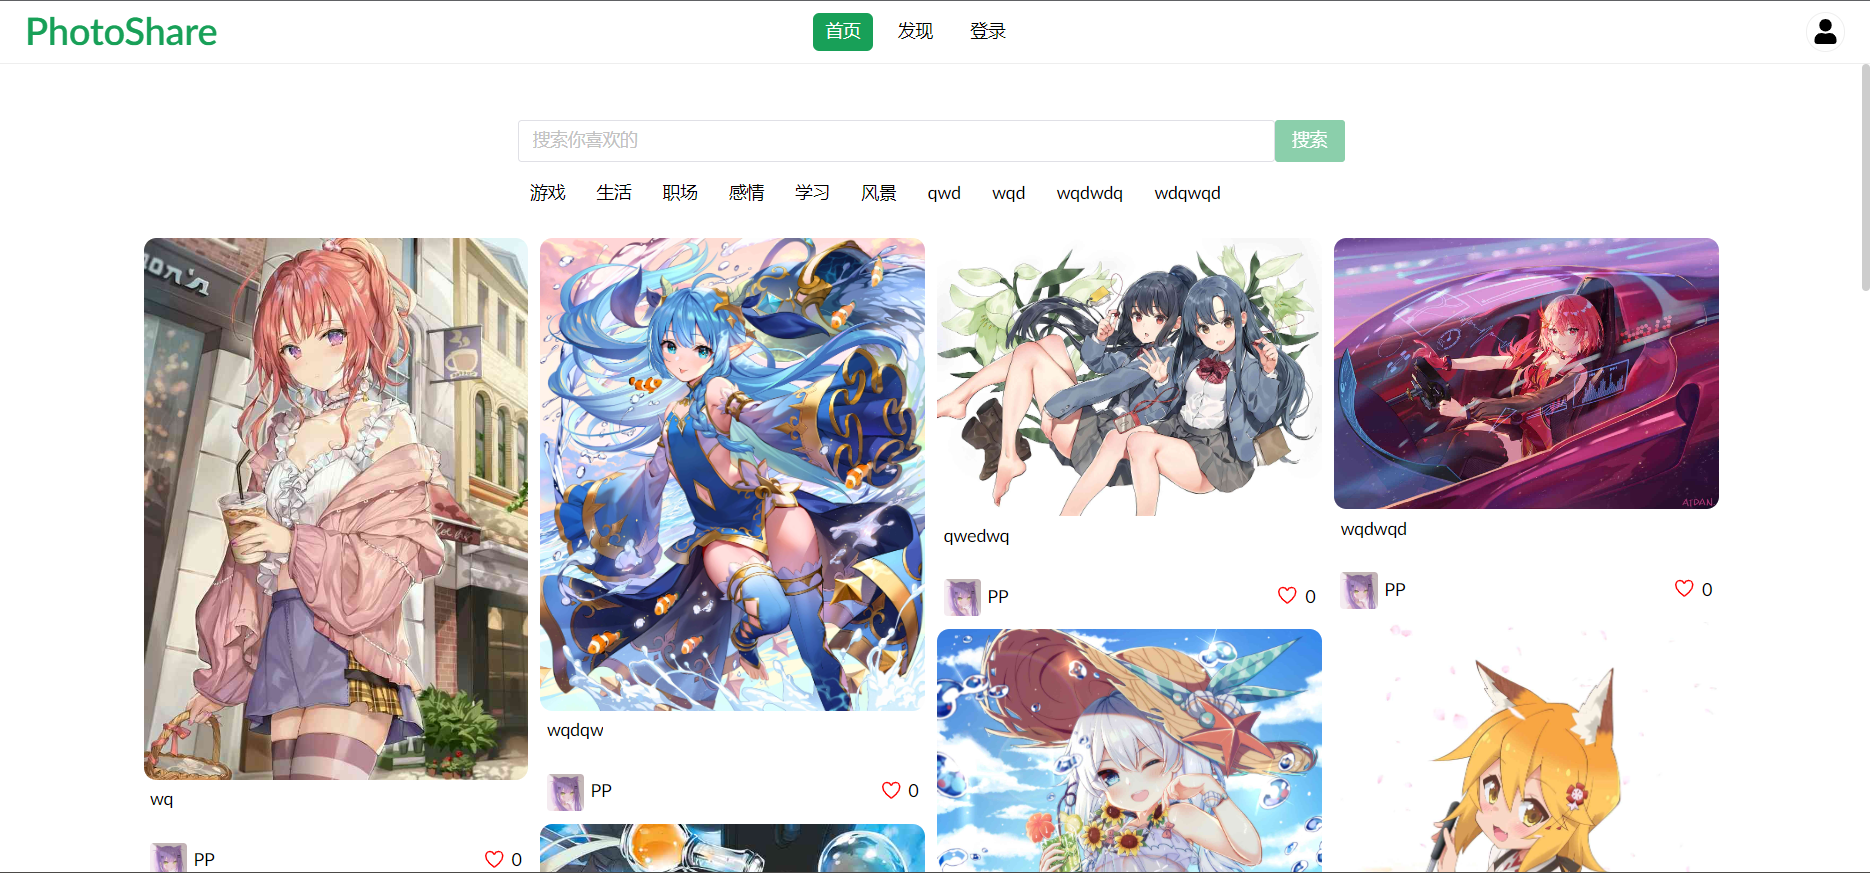 PhotoShare
首页 发现 登录
搜索你喜欢的 搜索
游戏 生活 职场 感情 学习 风景 qwd wqd wqdwdq wdqwqd
wq
PP 0
wqdqw
PP 0
qwedwq
PP 0
AIDAN
wqdwqd
PP 0